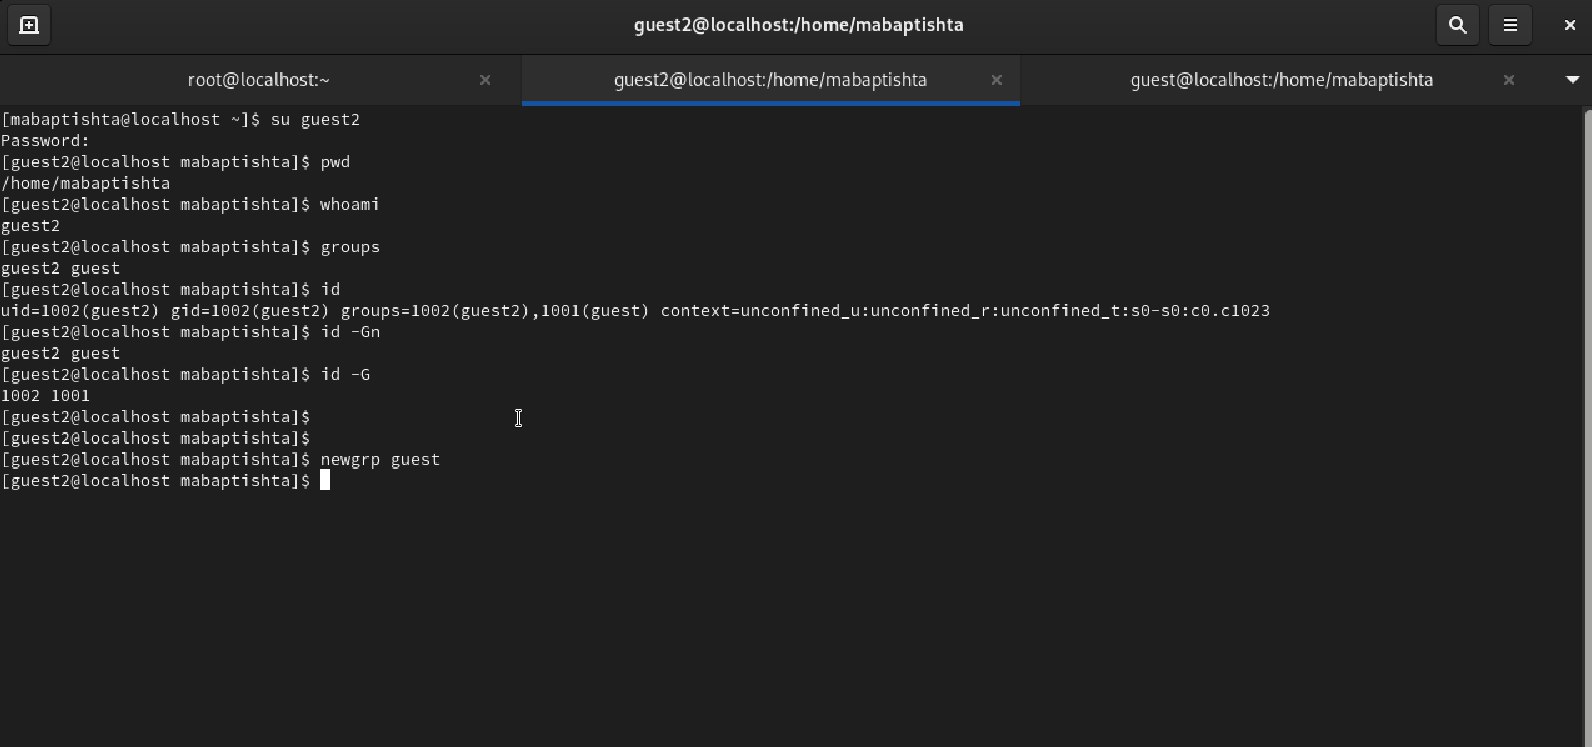 guest2@localhost:/home/mabaptishta
root@localhost:~
guest2@localhost:/home/mabaptishta
guest@localhost:/home/mabaptishta
[mabaptishta@localhost ~]$ su guest2
Password:
[guest2@localhost mabaptishta]$ pwd
/home/mabaptishta
[guest2@localhost mabaptishta]$ whoami
guest2
[guest2@localhost mabaptishta]$ groups
guest2 guest
[guest2@localhost mabaptishta]$ id
uid=1002(guest2) gid=1002(guest2) groups=1002(guest2),1001(guest) context=unconfined_u:unconfined_r:unconfined_t:s0-s0:c0.c1023
[guest2@localhost mabaptishta]$ id -Gn
guest2 guest
[guest2@localhost mabaptishta]$ id -G
1002 1001
[guest2@localhost mabaptishta]$
[guest2@localhost mabaptishta]$
[guest2@localhost mabaptishta]$ newgrp guest
[guest2@localhost mabaptishta]$